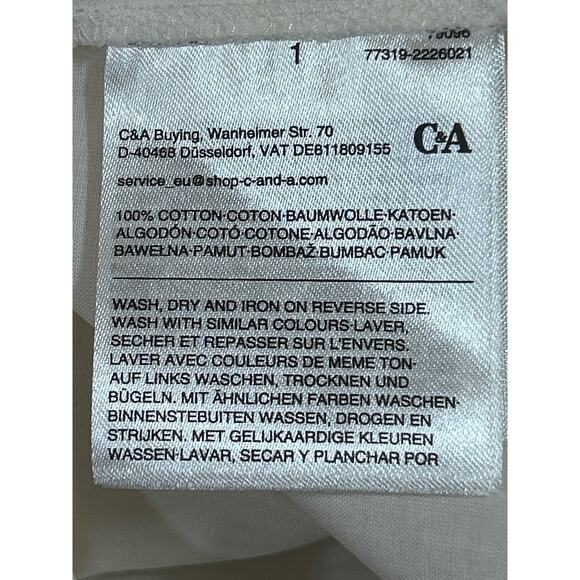 1
77319-2226021
C&A Buying, Wanheimer Str. 70
D-40468 Düsseldorf, VAT DE811809155
C&A
service_eu@shop-c-and-a.com
100% COTTON·COTON·BAUMWOLLE·KATOEN·
ALGODÓN·COTÓ·COTONE·ALGODÃO·BAVLNA·
BAWEŁNA·PAMUT·BOMBAŽ·BUMBAC·PAMUK
WASH, DRY AND IRON ON REVERSE SIDE.
WASH WITH SIMILAR COLOURS·LAVER,
SECHER ET REPASSER SUR L'ENVERS.
LAVER AVEC COULEURS DE MEME TON·
AUF LINKS WASCHEN, TROCKNEN UND
BÜGELN. MIT ÄHNLICHEN FARBEN WASCHEN·
BINNENSTEBUITEN WASSEN, DROGEN EN
STRIJKEN. MET GELIJKAARDIGE KLEUREN
WASSEN·LAVAR, SECAR Y PLANCHAR POR